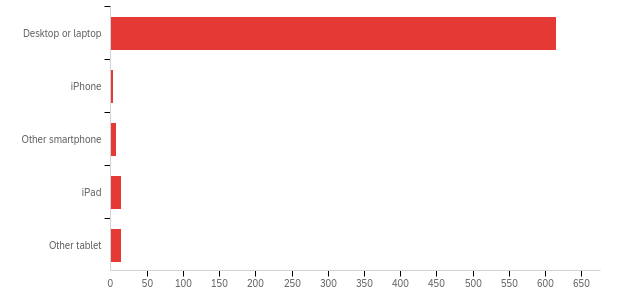 Desktop or laptop
iPhone
Other smartphone
iPad
Other tablet
0 50 100 150 200 250 300 350 400 450 500 550 600 650